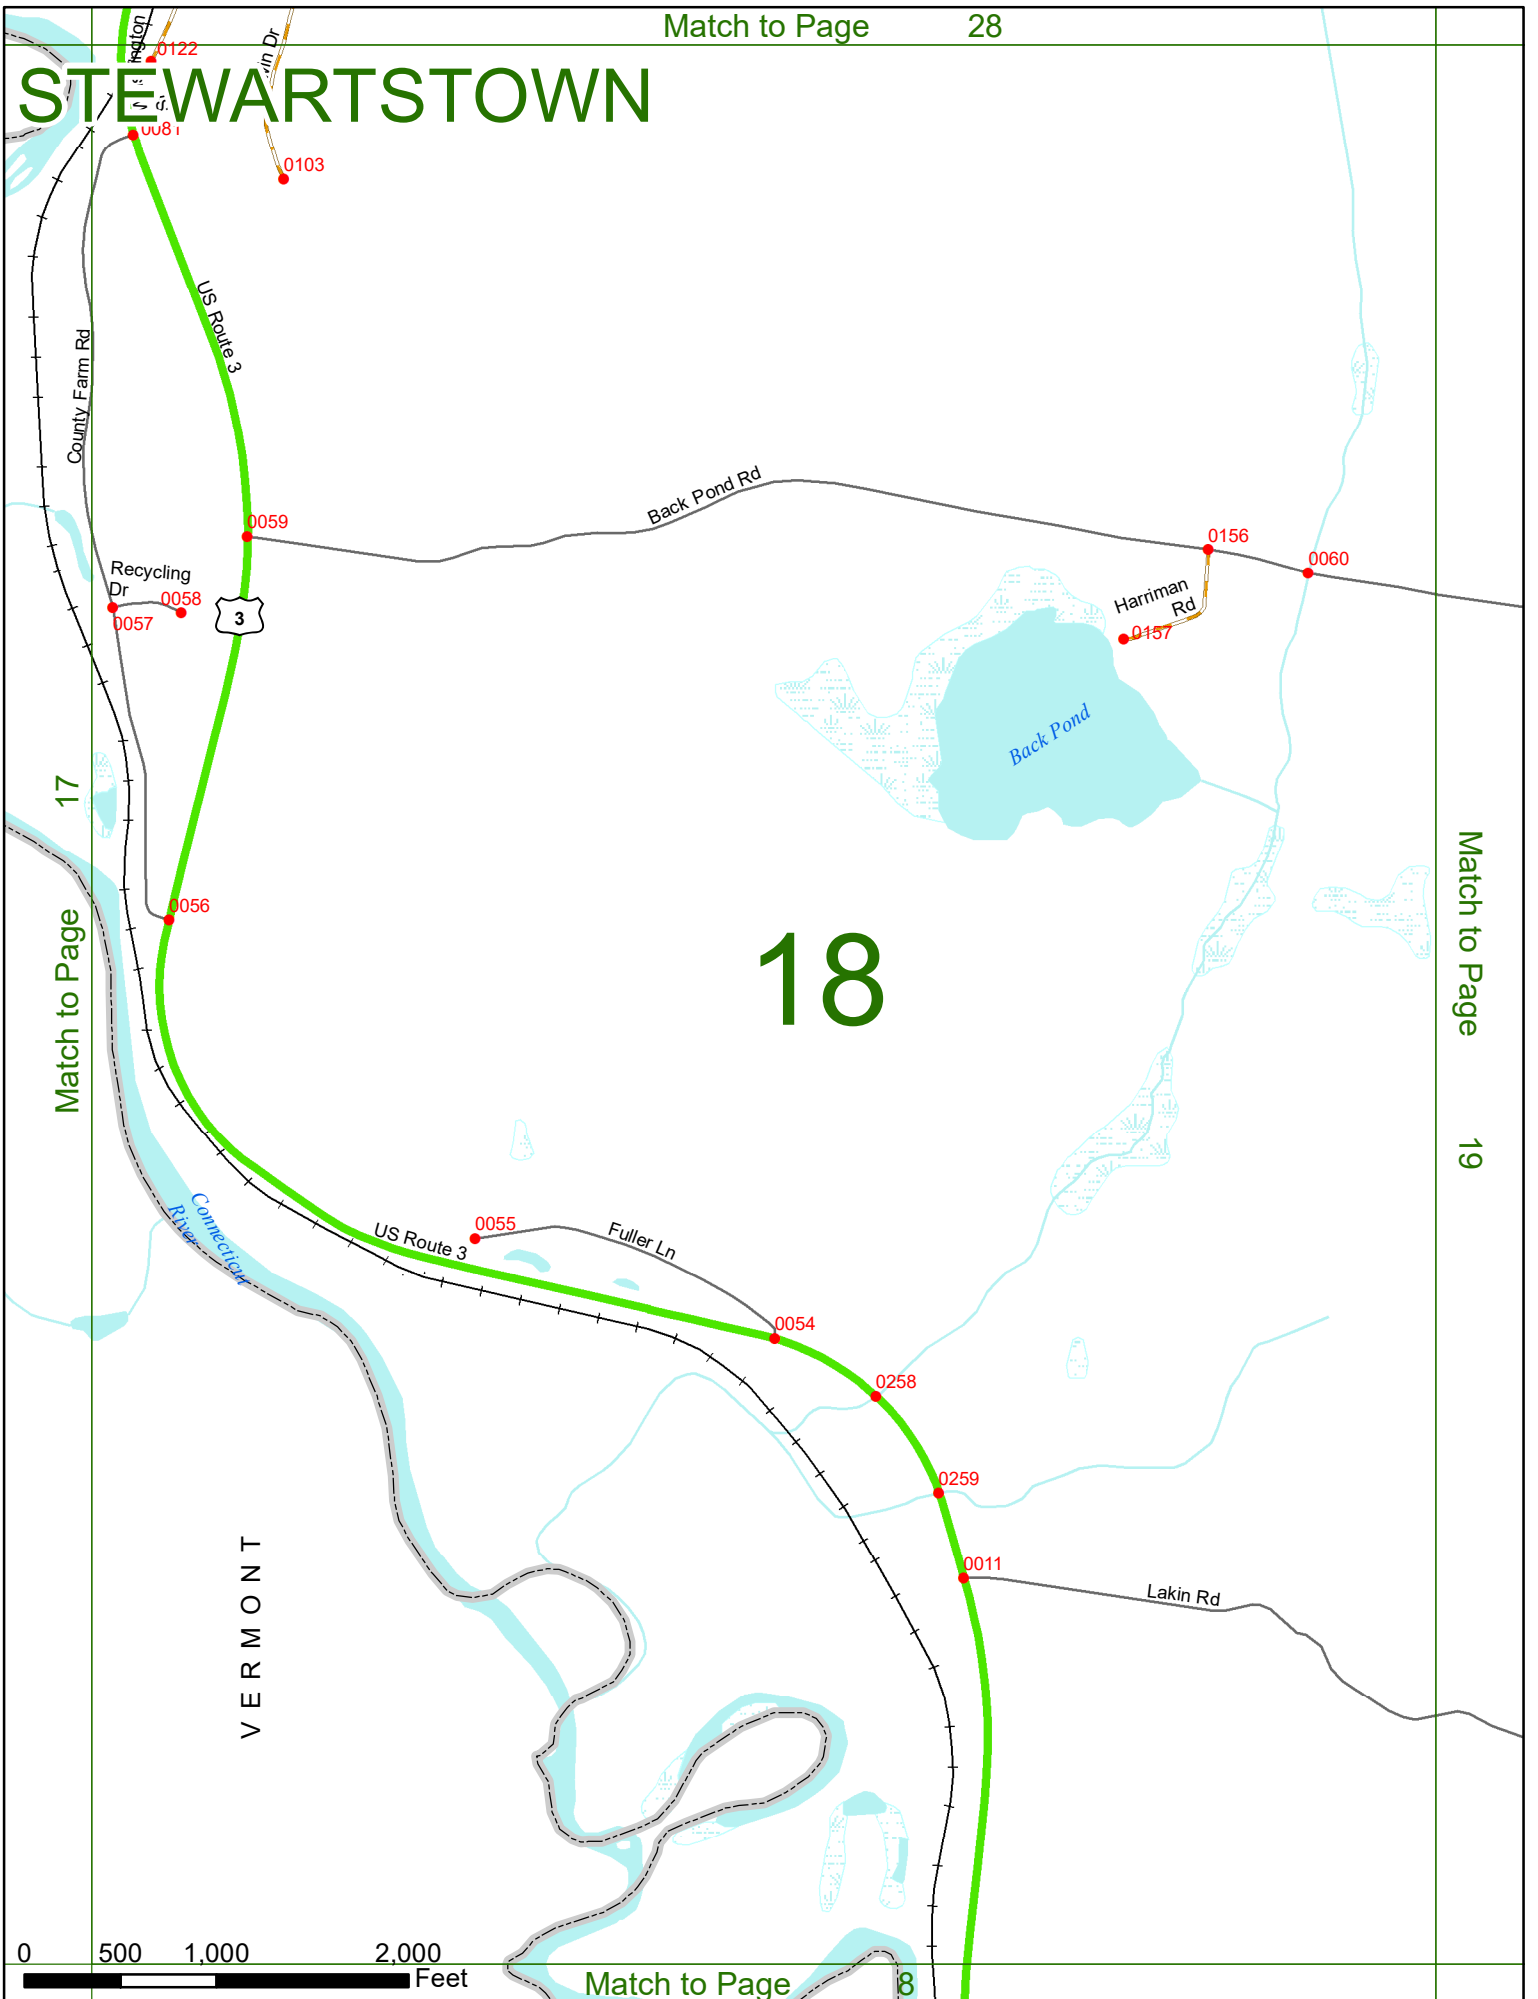 Match to Page 28
0122
STEWARTSTOWN
0081
0103
US Route 3
County Farm Rd
Back Pond Rd
0059
0156
0060
Recycling
Dr
0058
0057
3
Harriman
Rd
0157
Back Pond
Match to Page 17
0056
18
Match to Page 19
Connecticut
River
US Route 3
0055
Fuller Ln
0054
0258
0259
0011
Lakin Rd
VERMONT
0 500 1,000 2,000
Feet
Match to Page 8